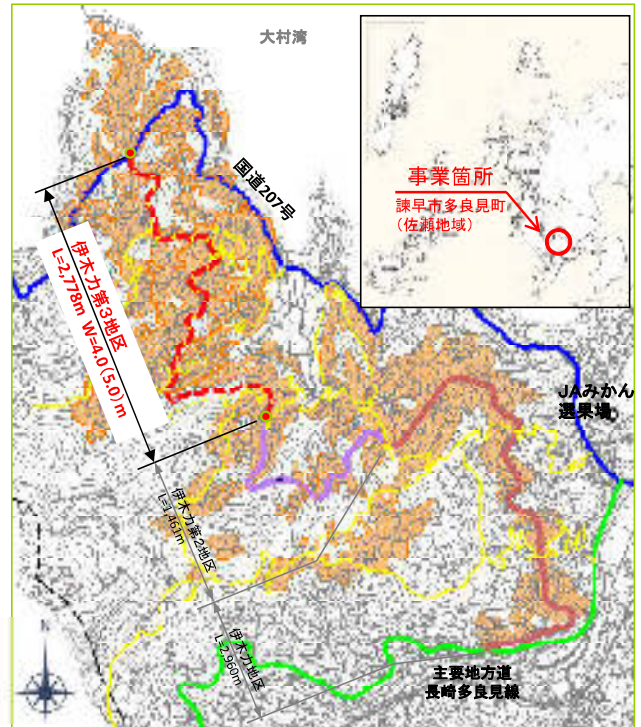 大村湾
事業箇所
諫早市多良見町
(佐瀬地域)
国道207号
伊木力第3地区
L=2,778m W=4.0(5.0)m
JAみかん
選果場
伊木力第2地区
L=1,461m
伊木力地区
L=2,960m
主要地方道
長崎多良見線
N